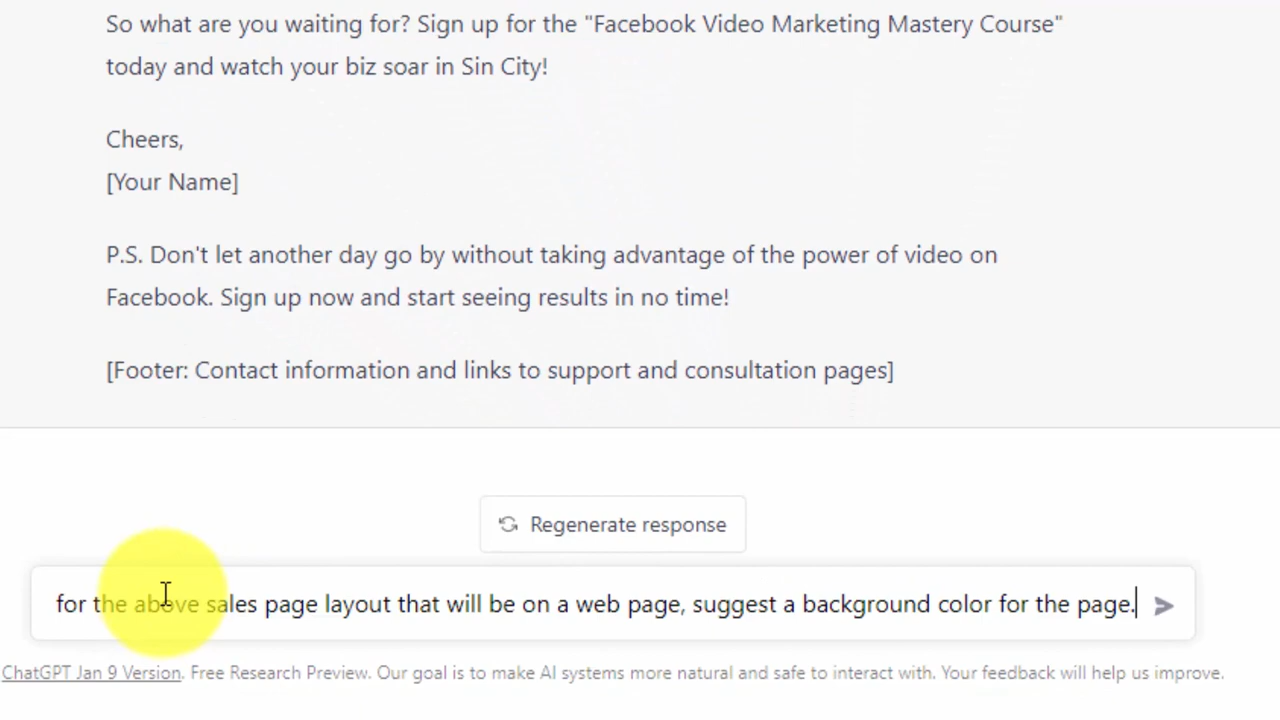 So what are you waiting for? Sign up for the "Facebook Video Marketing Mastery Course"
today and watch your biz soar in Sin City!
Cheers,
[Your Name]
P.S. Don't let another day go by without taking advantage of the power of video on
Facebook. Sign up now and start seeing results in no time!
[Footer: Contact information and links to support and consultation pages]
Regenerate response
for the above sales page layout that will be on a web page, suggest a background color for the page.
ChatGPT Jan 9 Version. Free Research Preview. Our goal is to make AI systems more natural and safe to interact with. Your feedback will help us improve.